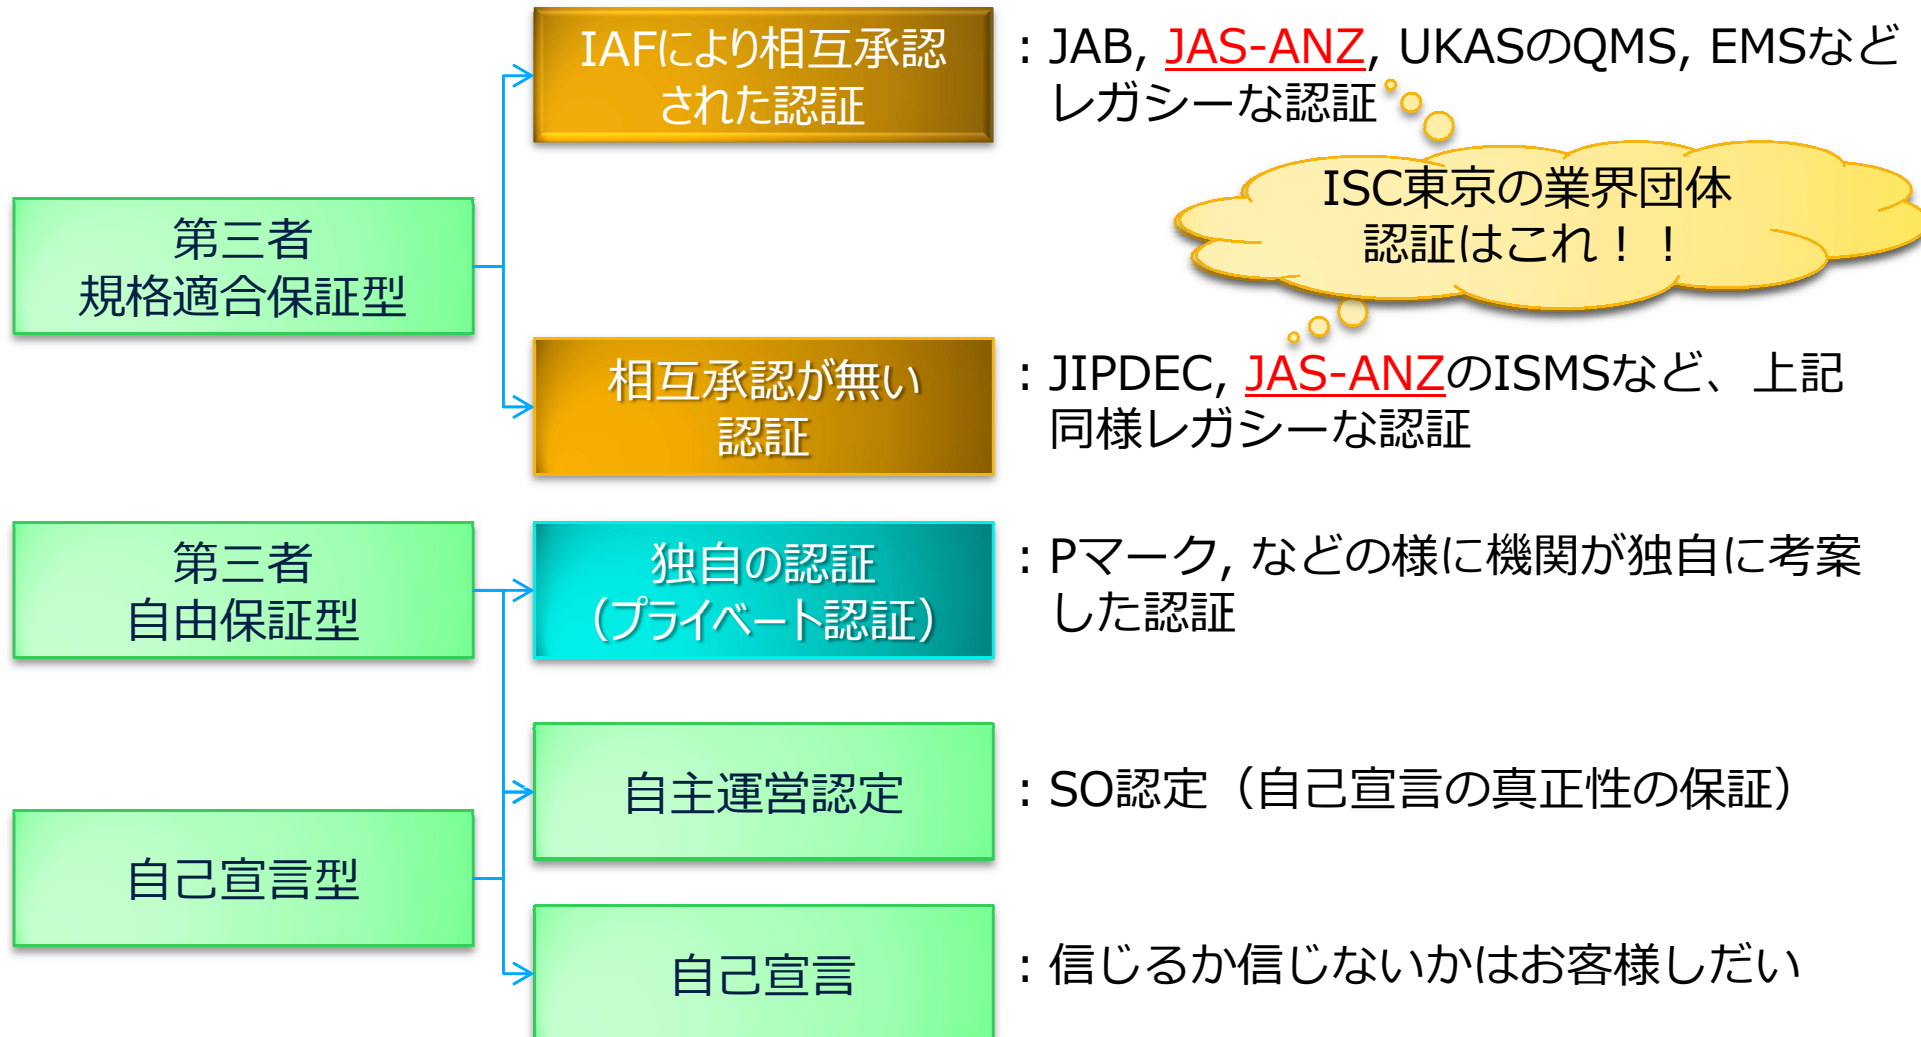 IAFにより相互承認
された認証
: JAB, JAS-ANZ, UKASのQMS, EMSなど
レガシーな認証
ISC東京の業界団体
認証はこれ！！
第三者
規格適合保証型
相互承認が無い
認証
: JIPDEC, JAS-ANZのISMSなど、上記
同様レガシーな認証
第三者
自由保証型
独自の認証
（プライベート認証）
: Pマーク, などの様に機関が独自に考案
した認証
自主運営認定
: SO認定（自己宣言の真正性の保証）
自己宣言型
自己宣言
: 信じるか信じないかはお客様しだい